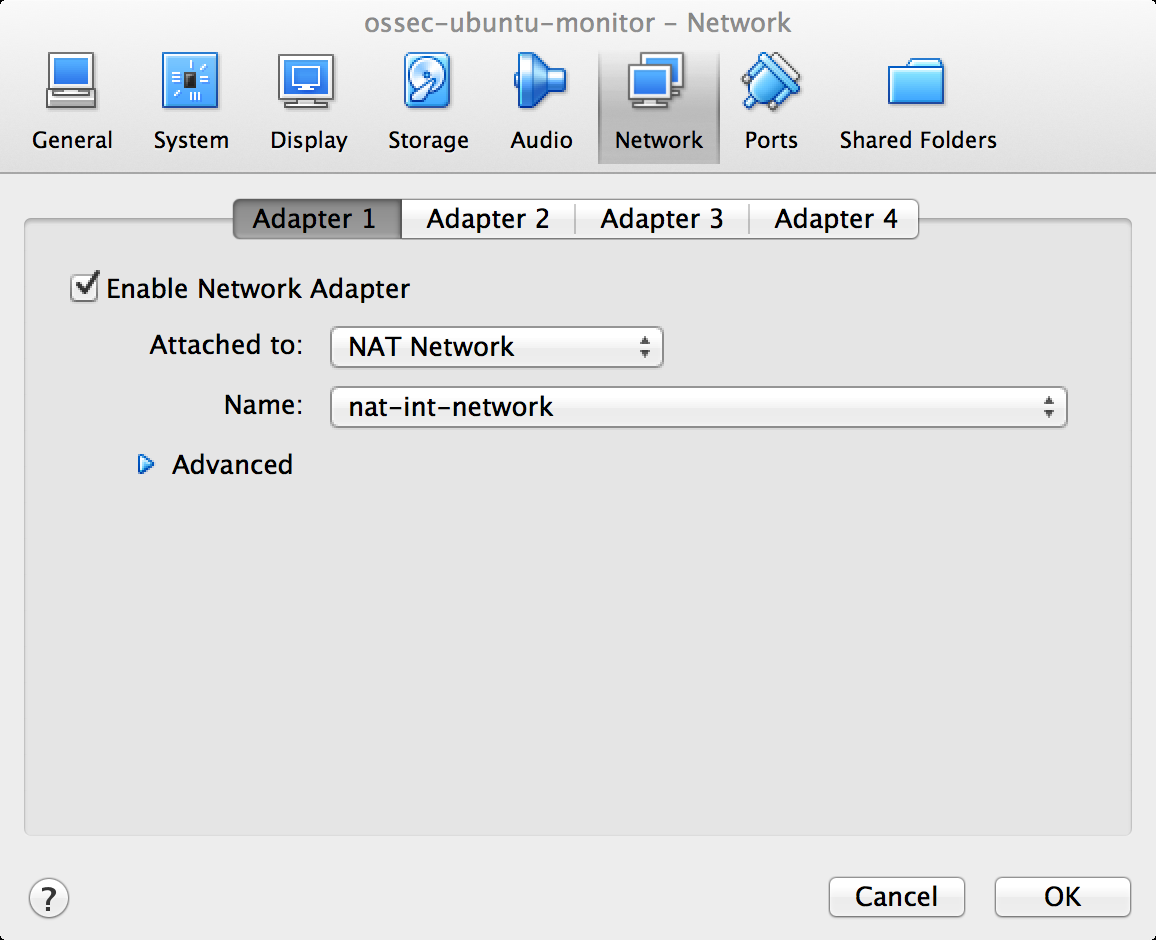 ossec-ubuntu-monitor – Network
General System Display Storage Audio Network Ports Shared Folders
Adapter 1 Adapter 2 Adapter 3 Adapter 4
Enable Network Adapter
Attached to: NAT Network
Name: nat-int-network
Advanced
? Cancel OK